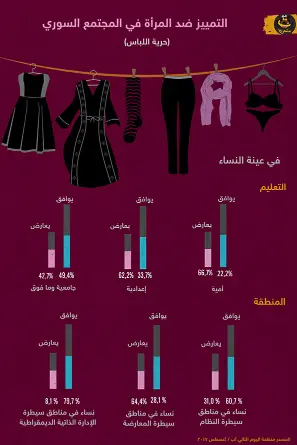 التمييز ضد المرأة في المجتمع السوري
(حرية اللباس)
في عينة النساء
التعليم
يوافق
يعارض
يوافق
يعارض
يوافق
يعارض
22,2% 66,7%
33,7% 62,2%
49,4% 42,7%
أمية
إعدادية
جامعية وما فوق
المنطقة
يوافق
يعارض
يوافق
يعارض
يوافق
يعارض
60,7% 31,0%
28,1% 64,4%
79,7% 8,1%
نساء في مناطق سيطرة النظام
نساء في مناطق سيطرة المعارضة
نساء في مناطق سيطرة الإدارة الذاتية الديمقراطية
المصدر منظمة اليوم التالي آب / أغسطس ٢٠١٧